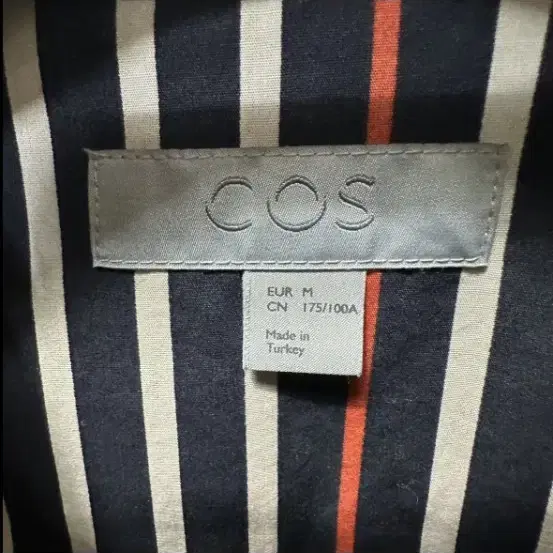 COS
EUR M
CN 175/100A
Made in
Turkey